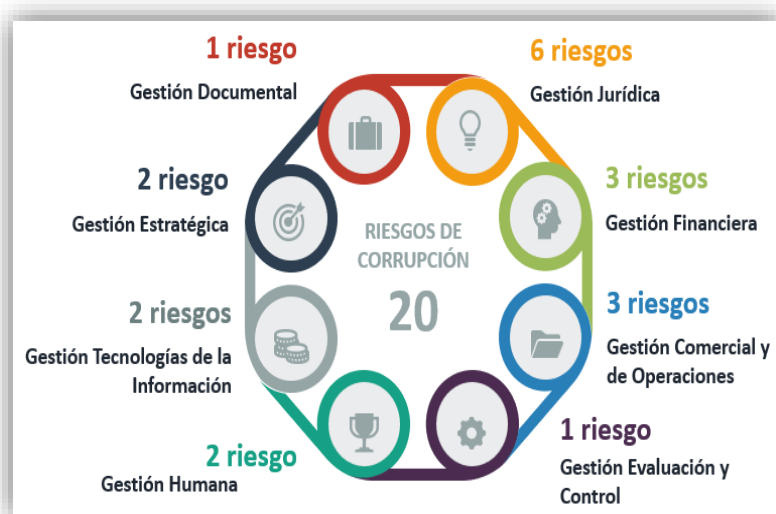 1 riesgo
Gestión Documental
6 riesgos
Gestión Jurídica
2 riesgo
Gestión Estratégica
3 riesgos
Gestión Financiera
RIESGOS DE
CORRUPCIÓN
20
2 riesgos
Gestión Tecnologías de la
Información
3 riesgos
Gestión Comercial y
de Operaciones
2 riesgo
Gestión Humana
1 riesgo
Gestión Evaluación y
Control